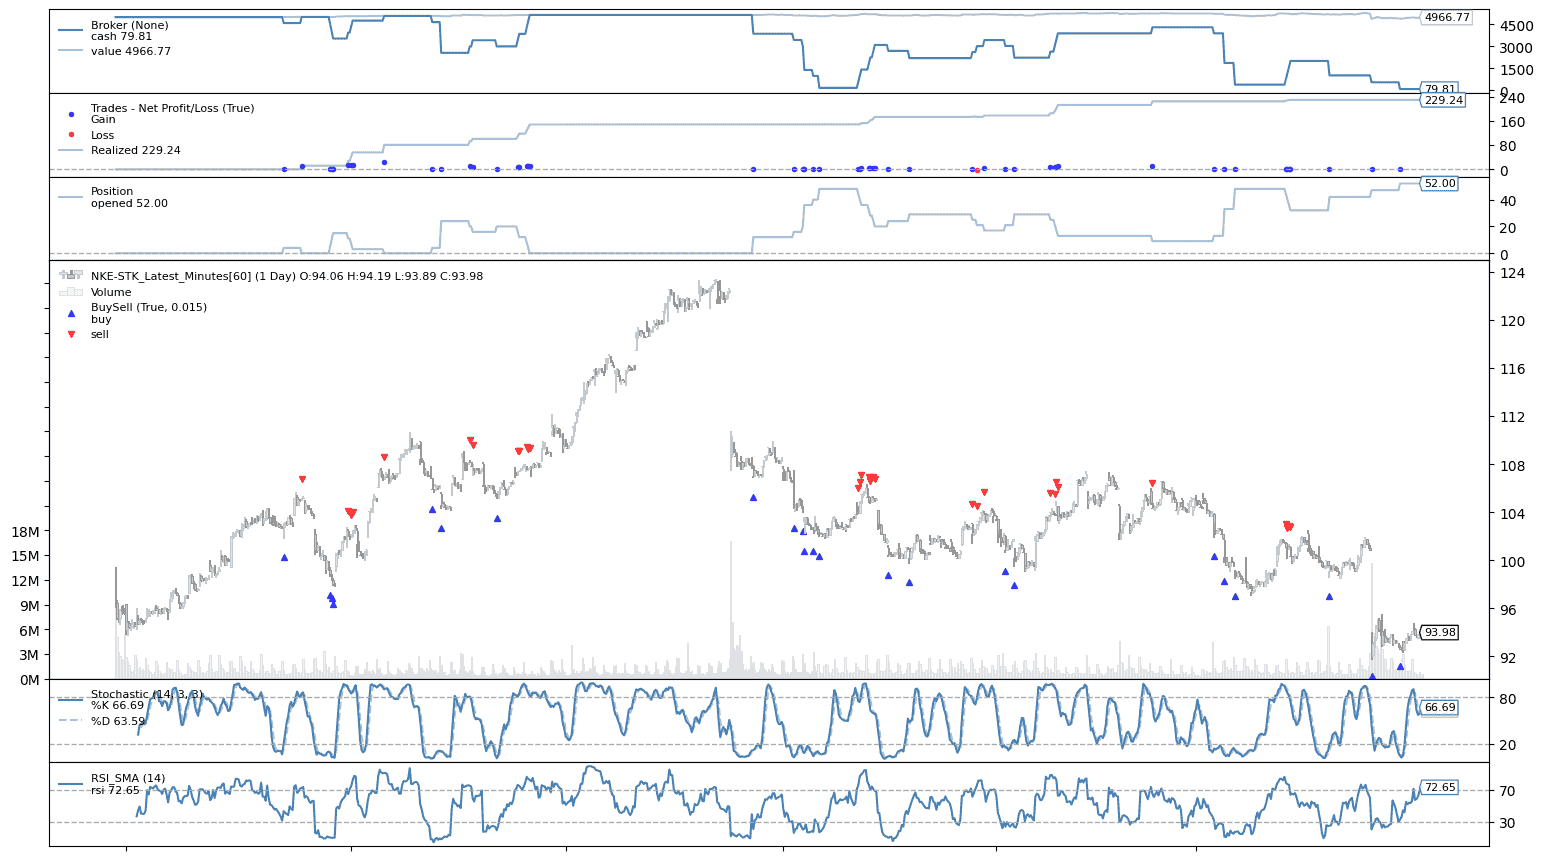 Broker (None)
cash 79.81
value 4966.77
4966.77
4500
3000
1500
0
79.81
Trades - Net Profit/Loss (True)
Gain
Loss
Realized 229.24
240
229.24
160
80
0
Position
opened 52.00
52.00
40
20
0
NKE-STK_Latest_Minutes[60] (1 Day) O:94.06 H:94.19 L:93.89 C:93.98
Volume
BuySell (True, 0.015)
buy
sell
124
120
116
112
108
104
100
96
93.98
92
18M
15M
12M
9M
6M
3M
0M
Stochastic (14, 3, 3)
%K 66.69
%D 63.59
80
66.69
20
RSI_SMA (14)
rsi 72.65
72.65
70
30